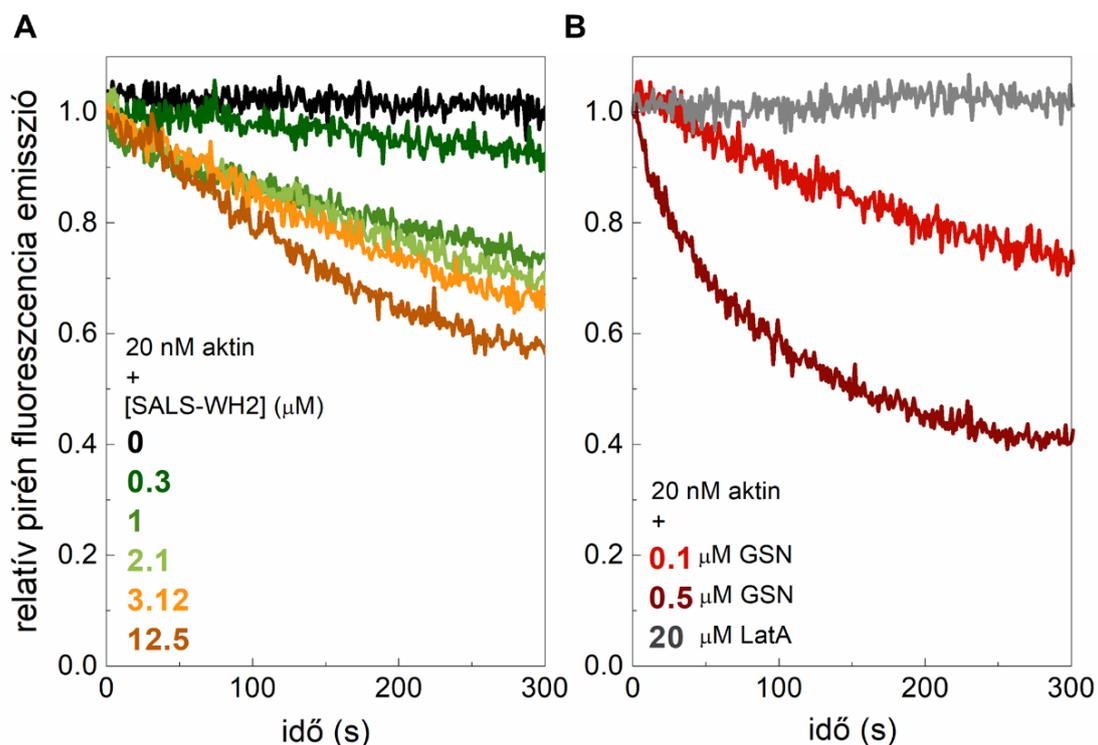 A
relatív pirén fluoreszcencia emisszió
1.0
0.8
0.6
0.4
0.2
0.0
20 nM aktin
+
[SALS-WH2] (μM)
0
0.3
1
2.1
3.12
12.5
0 100 200 300
idő (s)
B
1.0
0.8
0.6
0.4
0.2
0.0
20 nM aktin
+
0.1 μM GSN
0.5 μM GSN
20 μM LatA
0 100 200 300
idő (s)